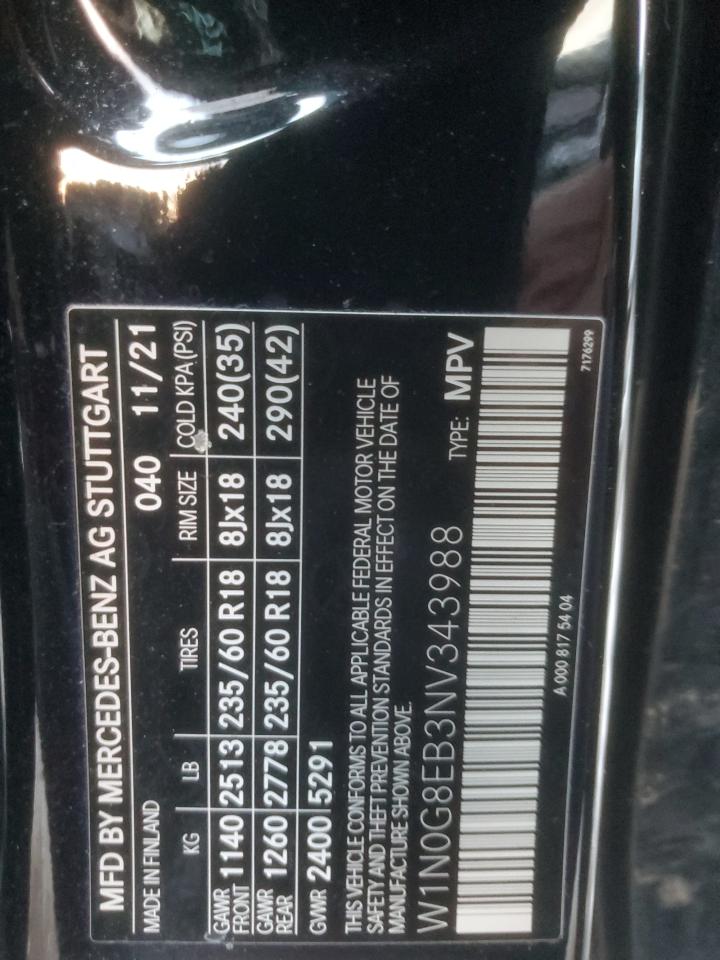 MFD BY MERCEDES-BENZ AG STUTTGART
MADE IN FINLAND 040 11/21
KG LB TIRES RIM SIZE COLD KPA(PSI)
GAWR FRONT 1140 2513 235/60 R18 8Jx18 240(35)
GAWR REAR 1260 2778 235/60 R18 8Jx18 290(42)
GVWR 2400 5291
THIS VEHICLE CONFORMS TO ALL APPLICABLE FEDERAL MOTOR VEHICLE
SAFETY AND THEFT PREVENTION STANDARDS IN EFFECT ON THE DATE OF
MANUFACTURE SHOWN ABOVE.
W1N0G8EB3NV343988 TYPE: MPV
A 000 817 54 04 7176299